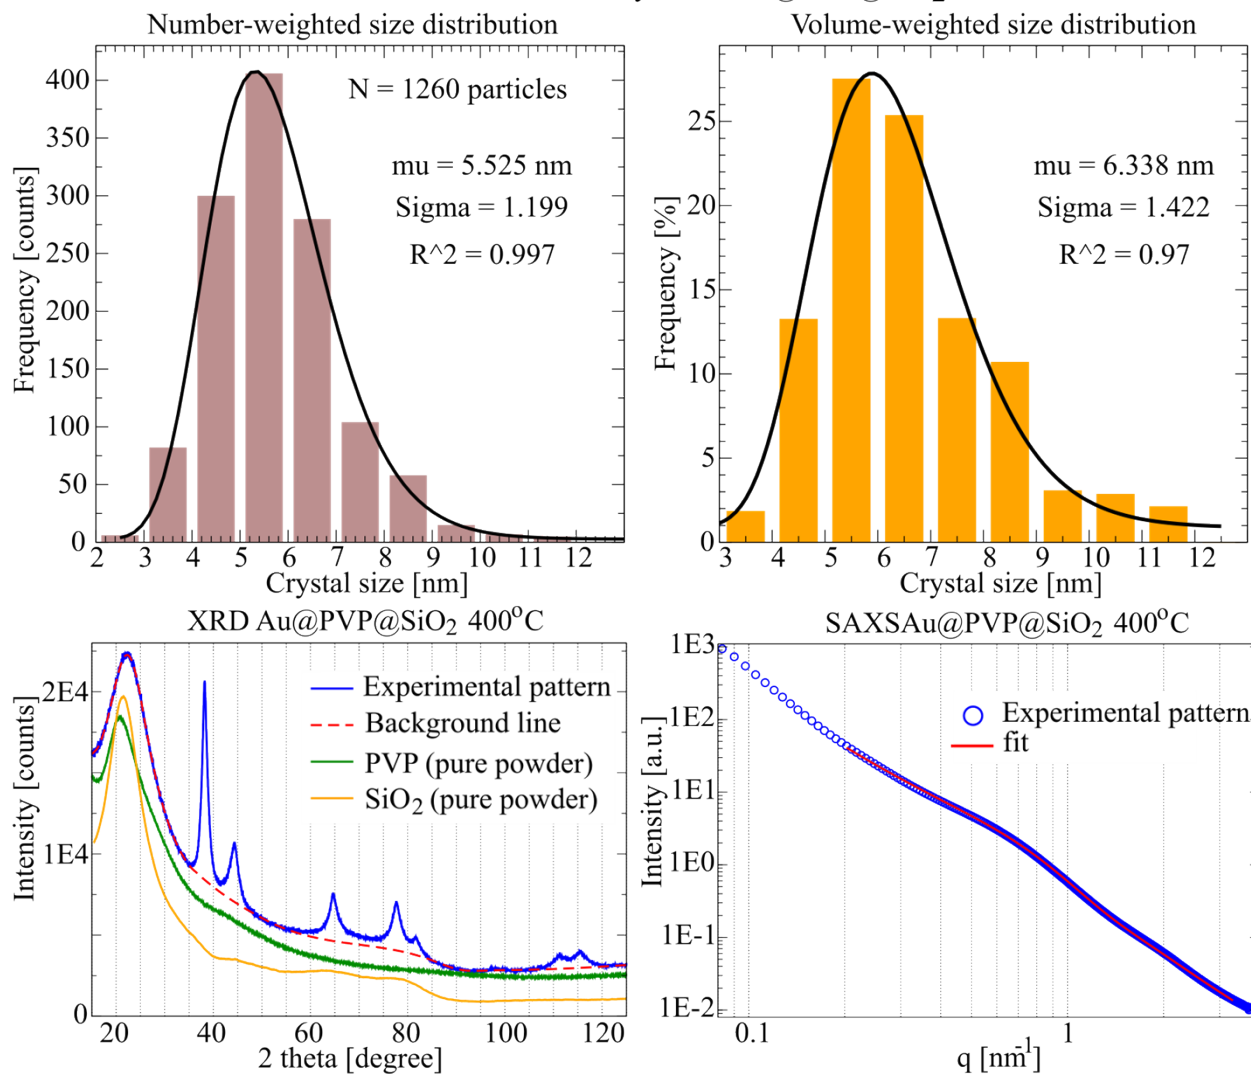 Number-weighted size distribution
N = 1260 particles
mu = 5.525 nm
Sigma = 1.199
R^2 = 0.997
Frequency [counts]
400
350
300
250
200
150
100
50
0
2 3 4 5 6 7 8 9 10 11 12
Crystal size [nm]
Volume-weighted size distribution
mu = 6.338 nm
Sigma = 1.422
R^2 = 0.97
Frequency [%]
25
20
15
10
5
0
3 4 5 6 7 8 9 10 11 12
Crystal size [nm]
XRD Au@PVP@SiO₂ 400°C
Experimental pattern
Background line
PVP (pure powder)
SiO₂ (pure powder)
Intensity [counts]
2E4
1E4
0
20 40 60 80 100 120
2 theta [degree]
SAXSAu@PVP@SiO₂ 400°C
Experimental pattern
fit
Intensity [a.u.]
1E3
1E2
1E1
1E0
1E-1
1E-2
0.1 1
q [nm⁻¹]